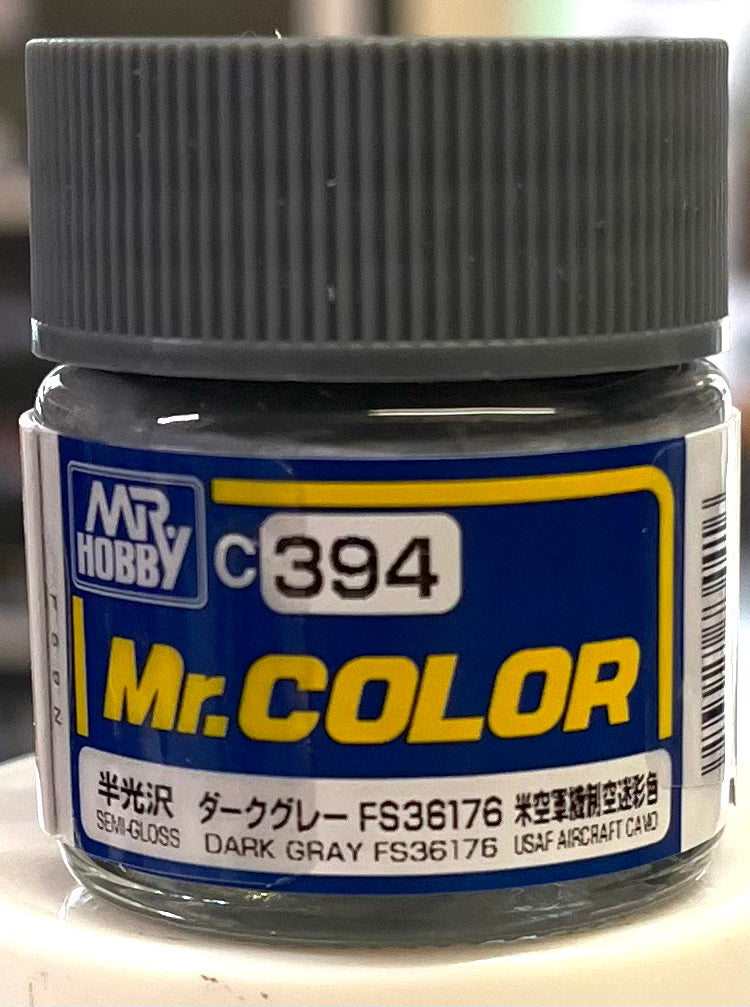 MR. HOBBY
C 394
Mr.COLOR
半光沢 ダークグレー FS36176 米空軍機制空迷彩色
SEMI-GLOSS DARK GRAY FS36176 USAF AIRCRAFT CAMO